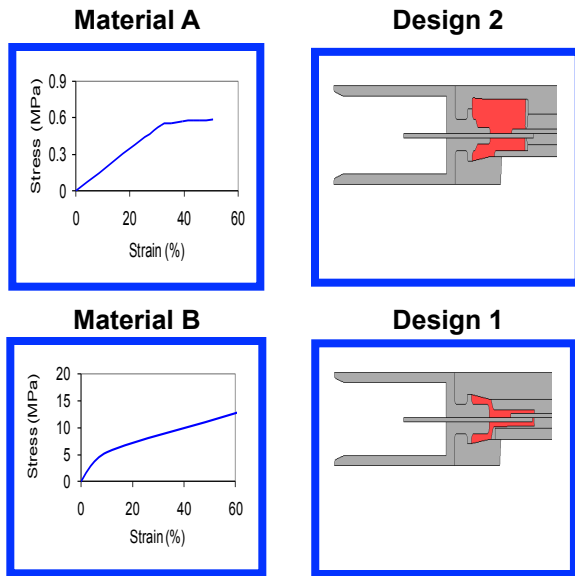 Material A
Design 2
Stress (MPa)
0.9
0.6
0.3
0
0 20 40 60
Strain (%)
Material B
Design 1
Stress (MPa)
20
15
10
5
0
0 20 40 60
Strain (%)